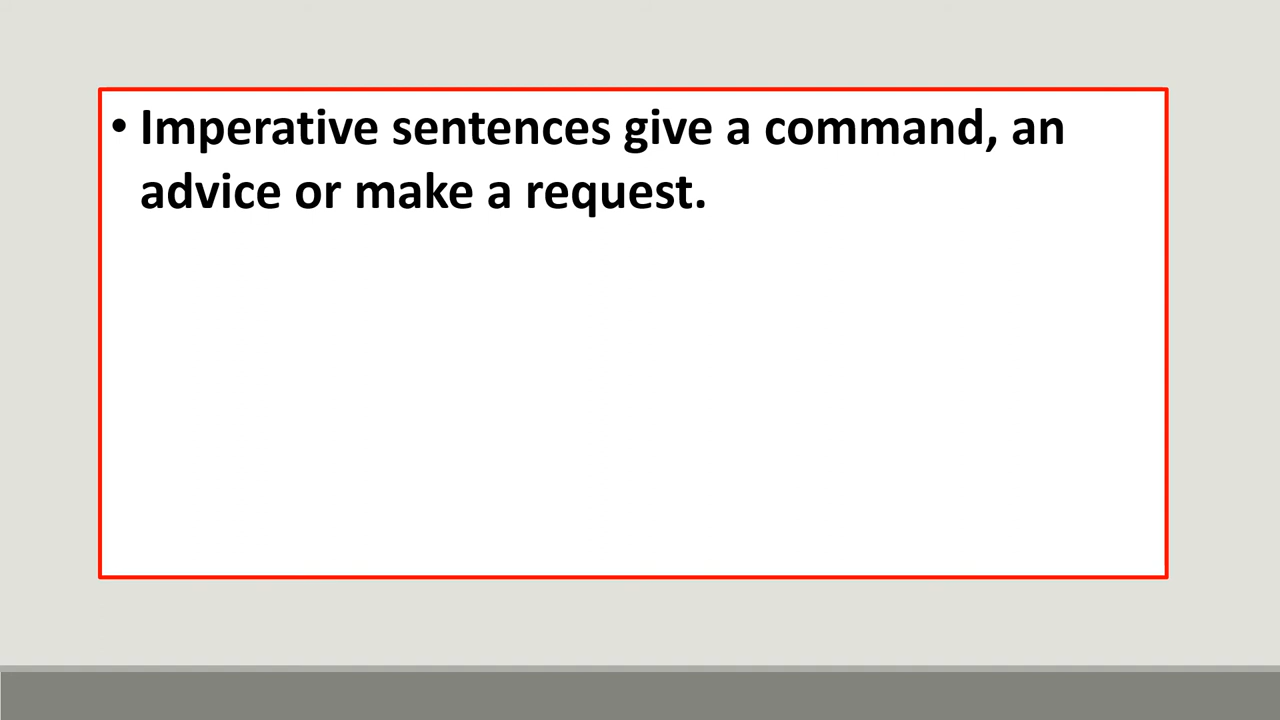 • Imperative sentences give a command, an
advice or make a request.